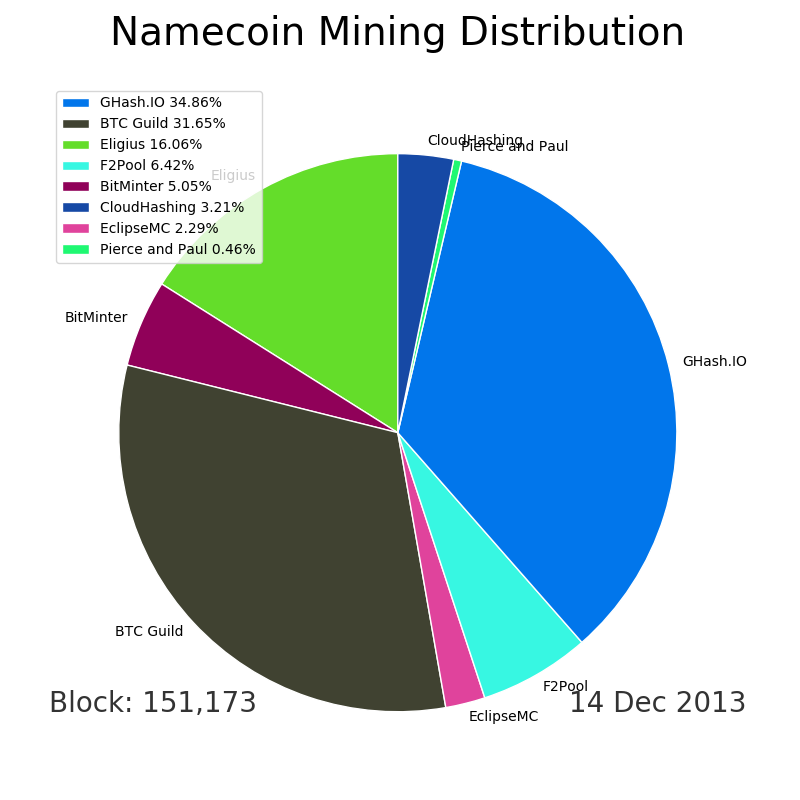 Namecoin Mining Distribution
GHash.IO 34.86%
BTC Guild 31.65%
Eligius 16.06%
F2Pool 6.42%
BitMinter 5.05%
CloudHashing 3.21%
EclipseMC 2.29%
Pierce and Paul 0.46%
CloudHashing
Pierce and Paul
Eligius
BitMinter
GHash.IO
BTC Guild
F2Pool
EclipseMC
Block: 151,173
14 Dec 2013